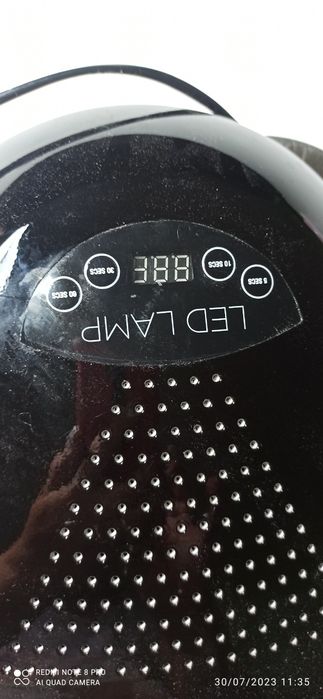 LED LAMP
5 SECS
10 SECS
30 SECS
60 SECS
REDMI NOTE 8 PRO
AI QUAD CAMERA
30/07/2023 11:35